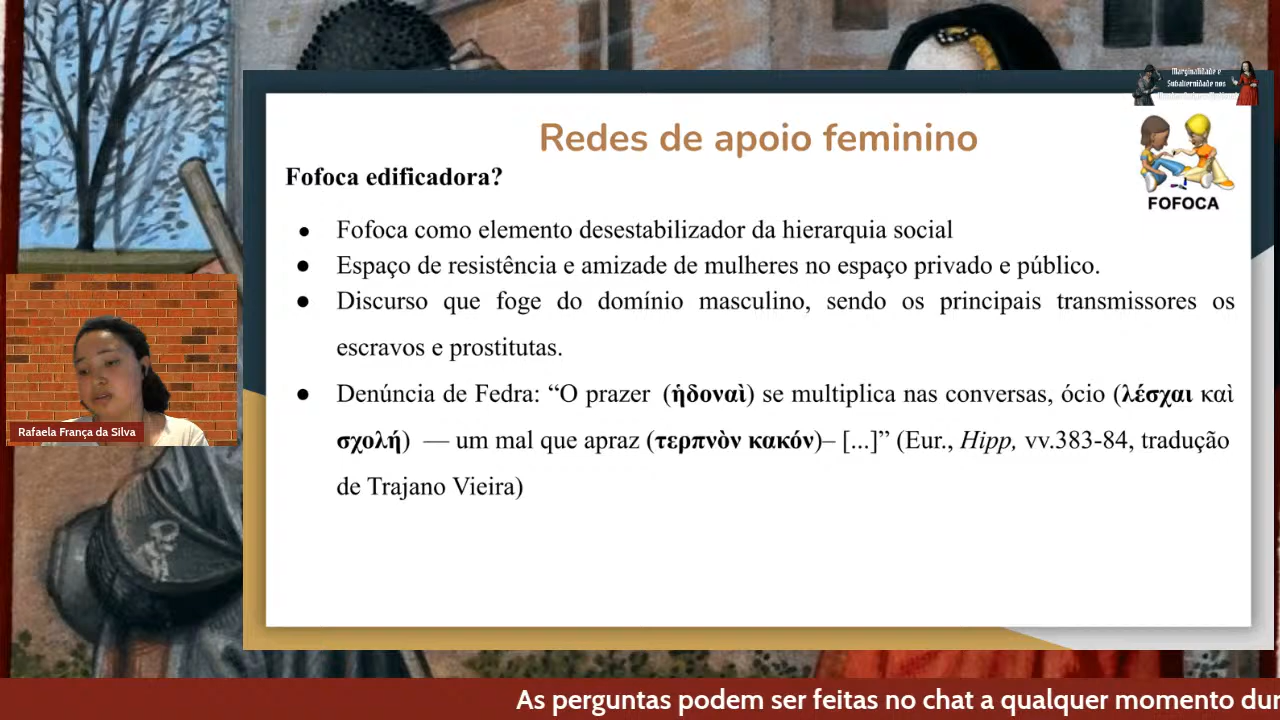 Marginalidade e
Subalternidade nos
Redes de apoio feminino
Fofoca edificadora?
FOFOCA
● Fofoca como elemento desestabilizador da hierarquia social
● Espaço de resistência e amizade de mulheres no espaço privado e público.
● Discurso que foge do domínio masculino, sendo os principais transmissores os
escravos e prostitutas.
● Denúncia de Fedra: “O prazer (ἡδοναὶ) se multiplica nas conversas, ócio (λέσχαι καὶ
σχολή) — um mal que apraz (τερπνὸν κακόν)– [...]” (Eur., Hipp, vv.383-84, tradução
de Trajano Vieira)
Rafaela França da Silva
As perguntas podem ser feitas no chat a qualquer momento dur